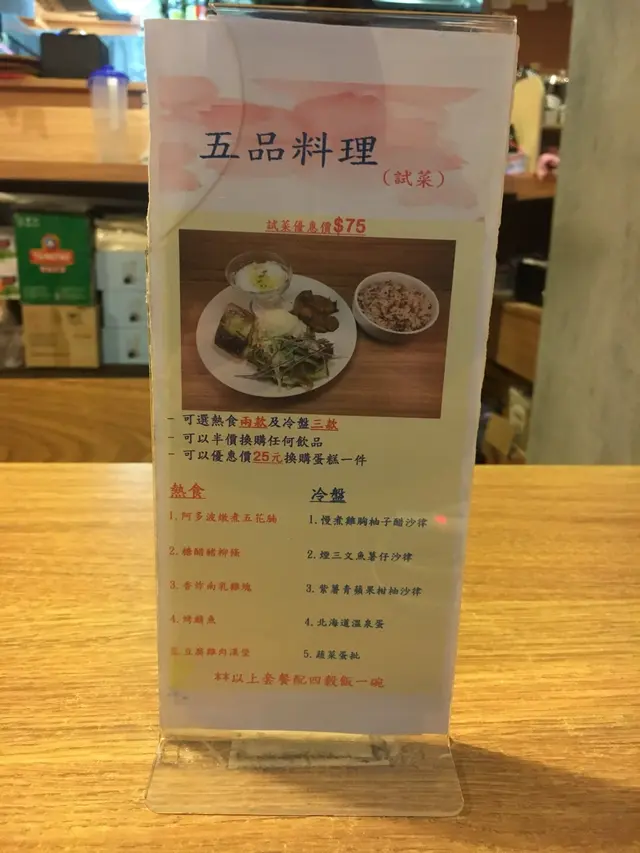 五品料理
(試菜)
試菜優惠價$75
- 可選熱食兩款及冷盤三款
- 可以半價換購任何飲品
- 可以優惠價25元換購蛋糕一件
熱食
1. 阿多波燉煮五花腩
2. 糖醋豬柳條
3. 香炸南乳雞塊
4. 烤鯖魚
5. 豆腐雞肉漢堡
冷盤
1. 慢煮雞胸柚子醋沙律
2. 煙三文魚薯仔沙律
3. 紫薯青蘋果柑柚沙律
4. 北海道溫泉蛋
5. 蔬菜蛋批
**以上套餐配四穀飯一碗